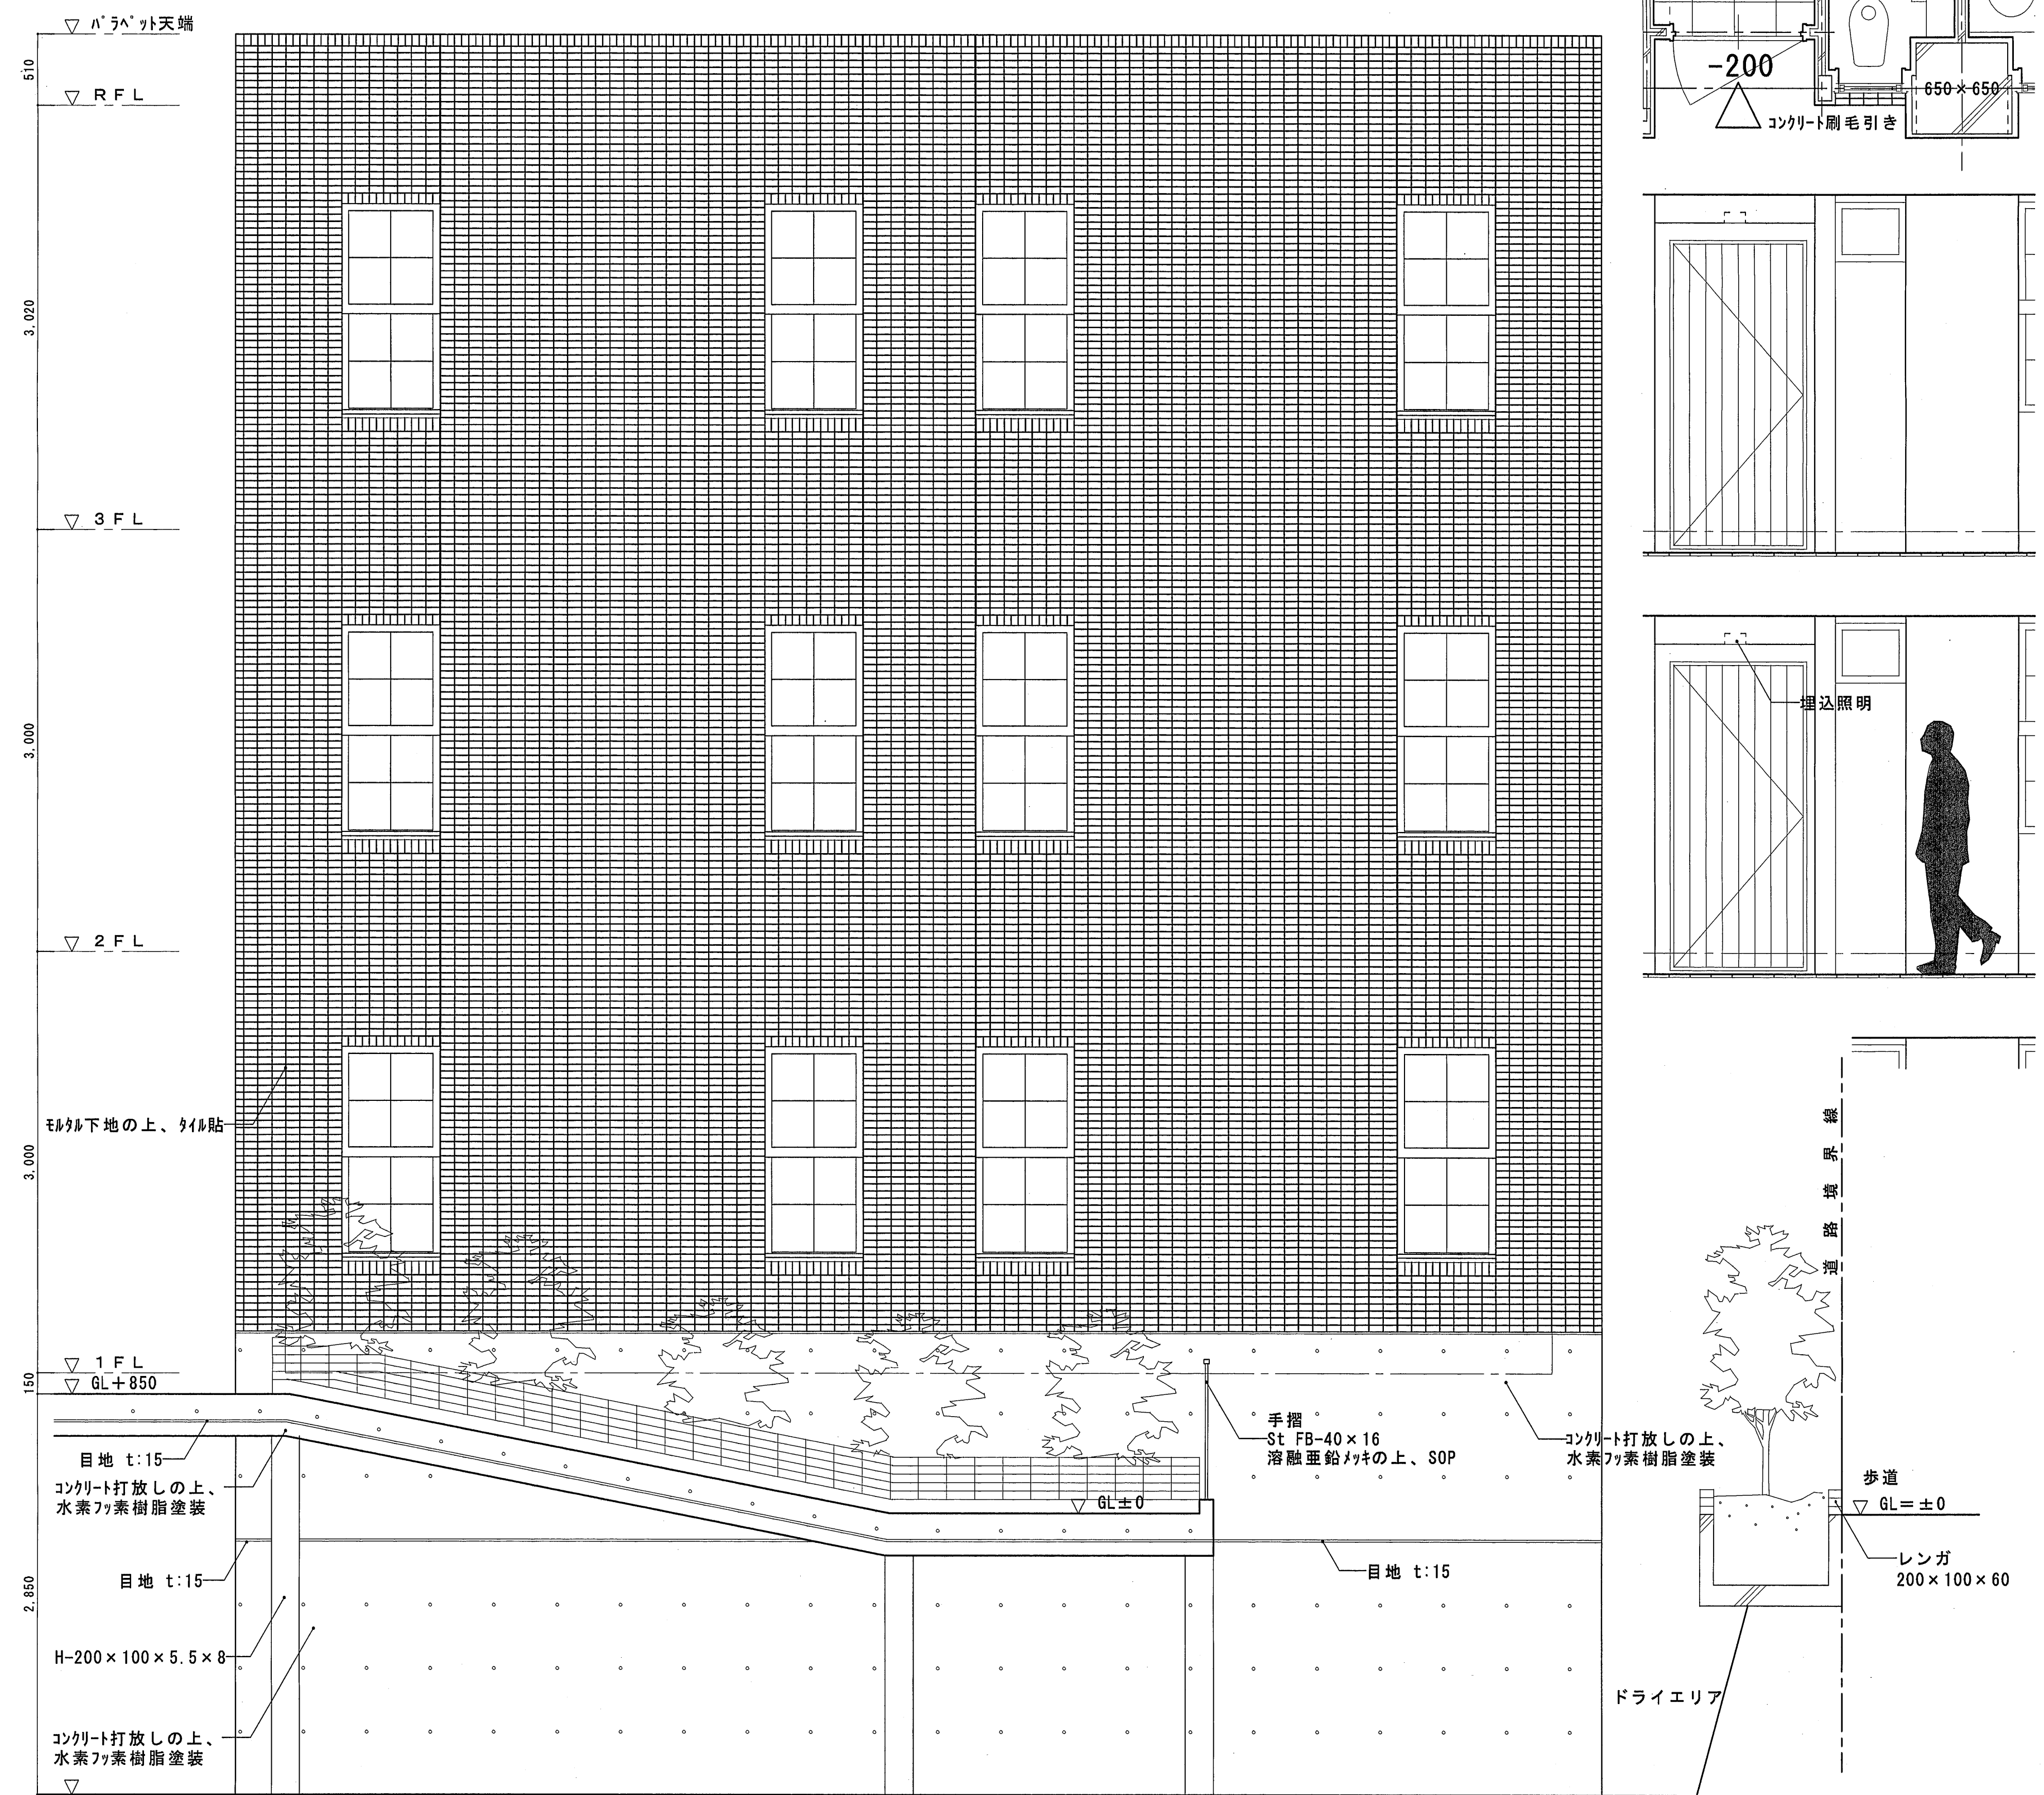 パラペット天端
510
RFL
3,020
3FL
3,000
2FL
モルタル下地の上、タイル貼
3,000
1FL
150
GL+850
目地 t:15
コンクリート打放しの上、
水素フッ素樹脂塗装
目地 t:15
2,850
H-200×100×5.5×8
コンクリート打放しの上、
水素フッ素樹脂塗装
GL±0
手摺
St FB-40×16
溶融亜鉛メッキの上、SOP
目地 t:15
コンクリート打放しの上、
水素フッ素樹脂塗装
-200
650×650
コンクリート刷毛引き
埋込照明
道路境界線
歩道
GL=±0
レンガ
200×100×60
ドライエリア